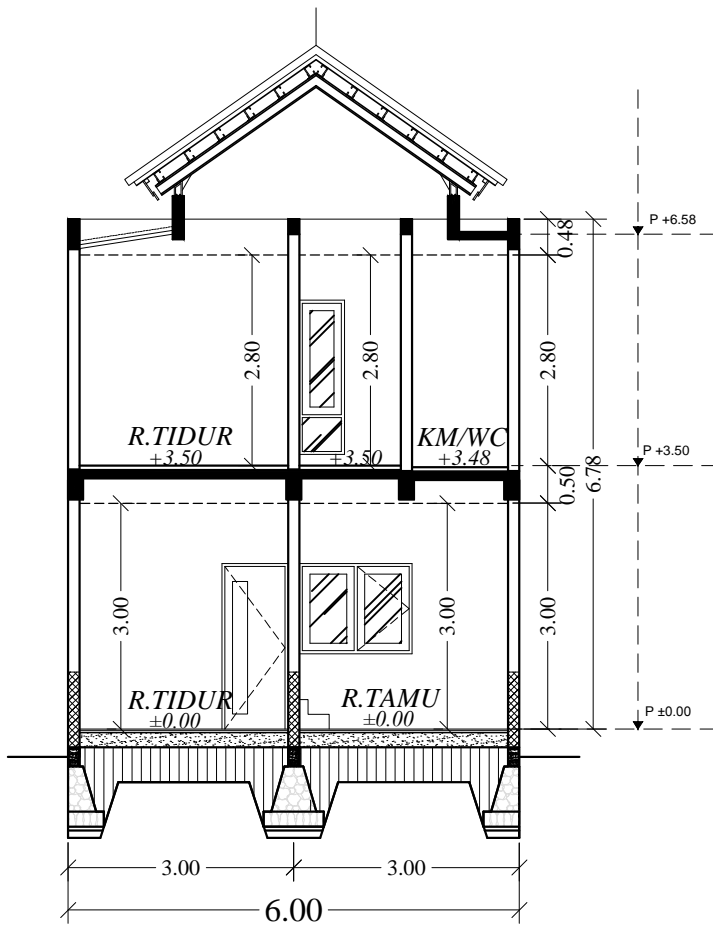 P +6.58
0.48
2.80
2.80
2.80
R.TIDUR
+3.50
+3.50
KM/WC
+3.48
P +3.50
0.50
6.78
3.00
3.00
3.00
R.TIDUR
±0.00
R.TAMU
±0.00
P ±0.00
3.00
3.00
6.00